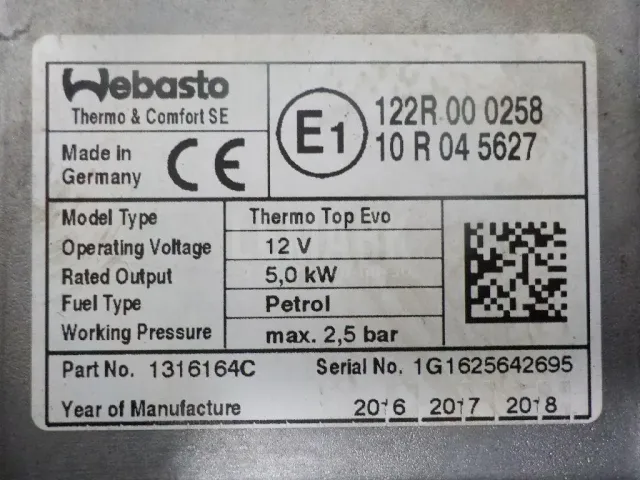 Webasto
Thermo & Comfort SE
Made in
Germany
CE
E1
122R 00 0258
10 R 04 5627
Model Type Thermo Top Evo
Operating Voltage 12 V
Rated Output 5,0 kW
Fuel Type Petrol
Working Pressure max. 2,5 bar
Part No. 1316164C Serial No. 1G1625642695
Year of Manufacture 2016 2017 2018